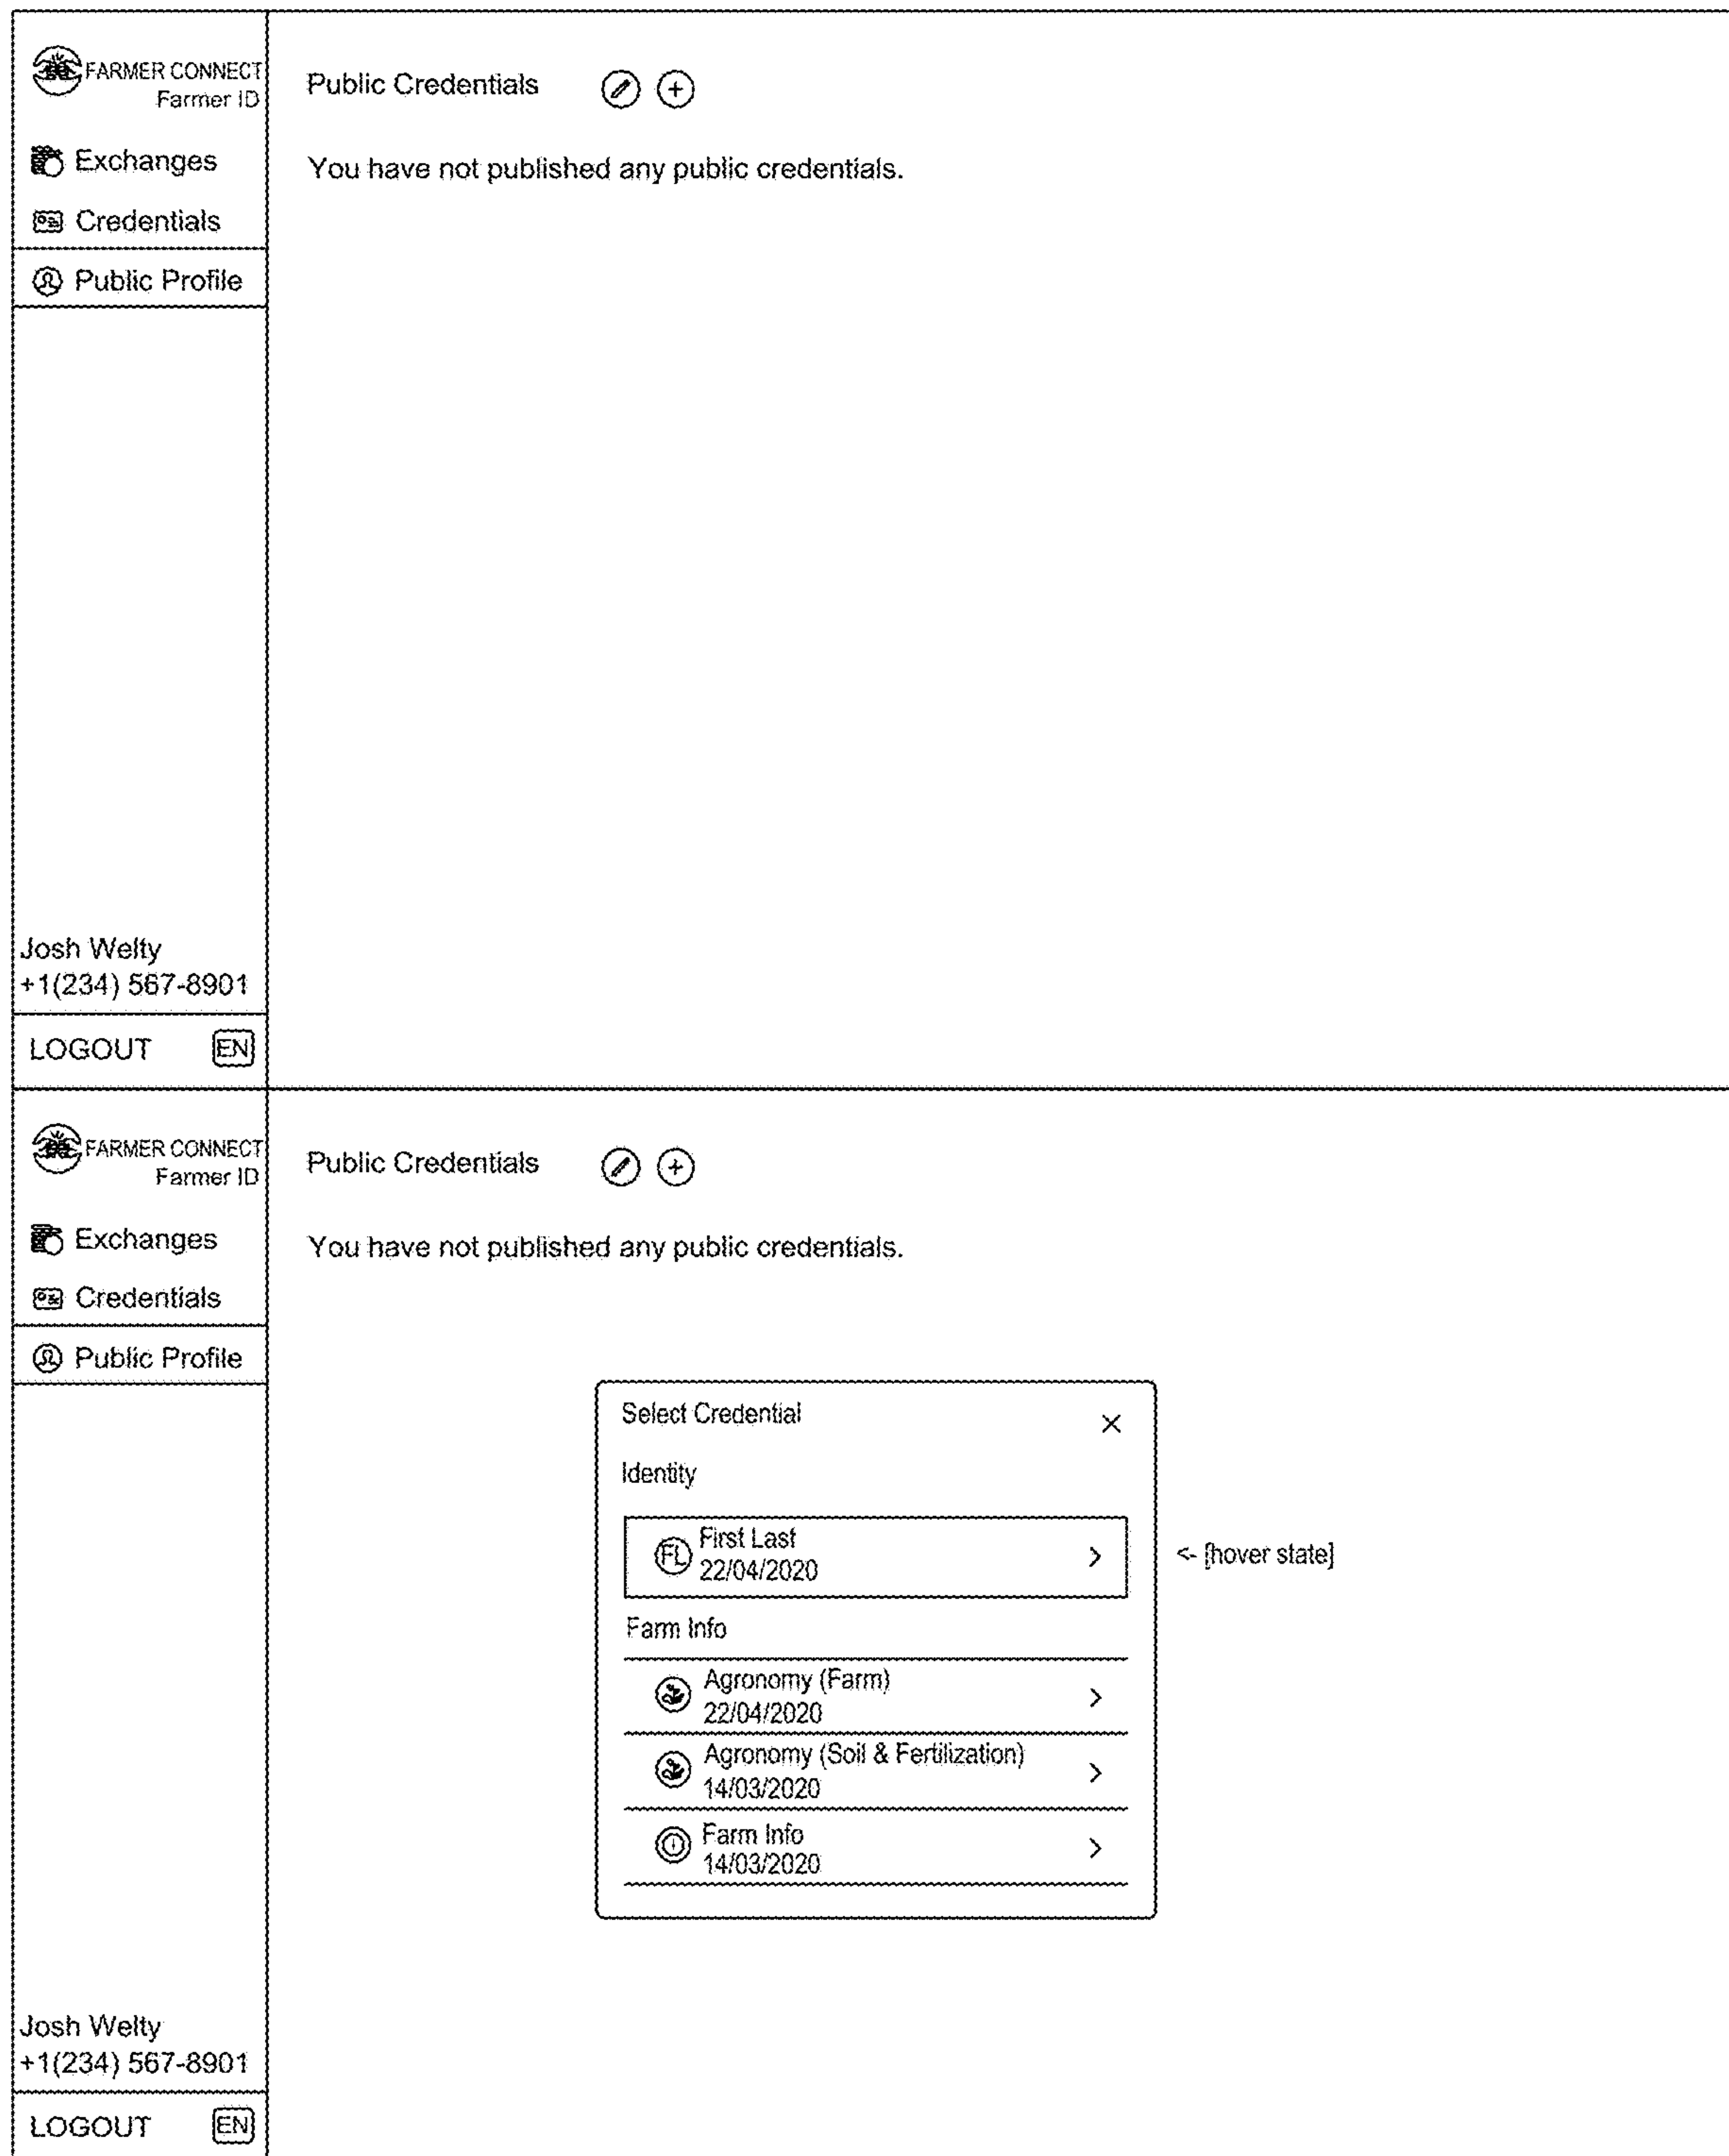 FARMER CONNECT
Farmer ID
Exchanges
Credentials
Public Profile
Josh Welty
+1(234) 567-8901
LOGOUT EN
Public Credentials
You have not published any public credentials.
FARMER CONNECT
Farmer ID
Exchanges
Credentials
Public Profile
Josh Welty
+1(234) 567-8901
LOGOUT EN
Public Credentials
You have not published any public credentials.
Select Credential
Identity
FL First Last
22/04/2020
<- [hover state]
Farm Info
Agronomy (Farm)
22/04/2020
Agronomy (Soil & Fertilization)
14/03/2020
Farm Info
14/03/2020